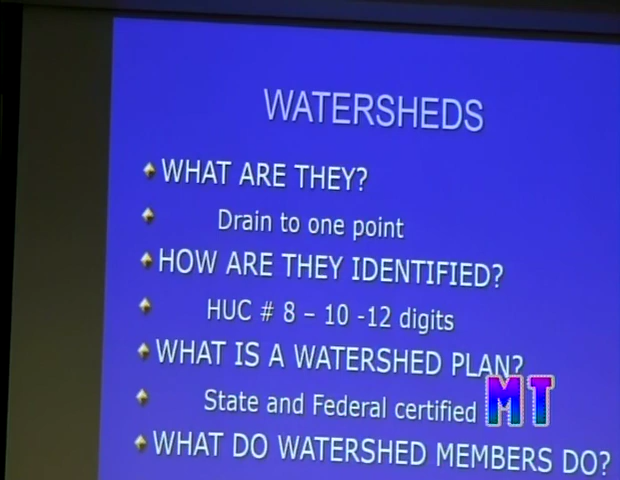 WATERSHEDS
WHAT ARE THEY?
Drain to one point
HOW ARE THEY IDENTIFIED?
HUC # 8 – 10 -12 digits
WHAT IS A WATERSHED PLAN?
State and Federal certified
MT
WHAT DO WATERSHED MEMBERS DO?